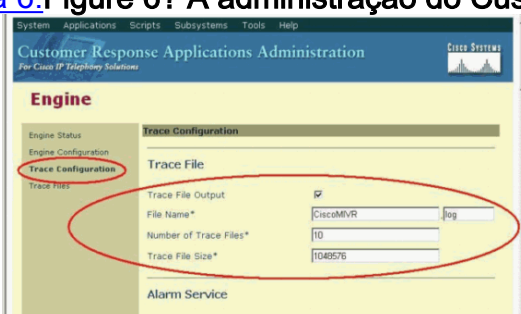 a 6.Figure 6? A administração do Cus
System Applications Scripts Subsystems Tools Help
Customer Response Applications Administration
For Cisco IP Telephony Solutions
CISCO SYSTEMS
Engine
Engine Status
Engine Configuration
Trace Configuration
Trace Files
Trace Configuration
Trace File
Trace File Output
File Name* CiscoMIVR .log
Number of Trace Files* 10
Trace File Size* 1048576
Alarm Service